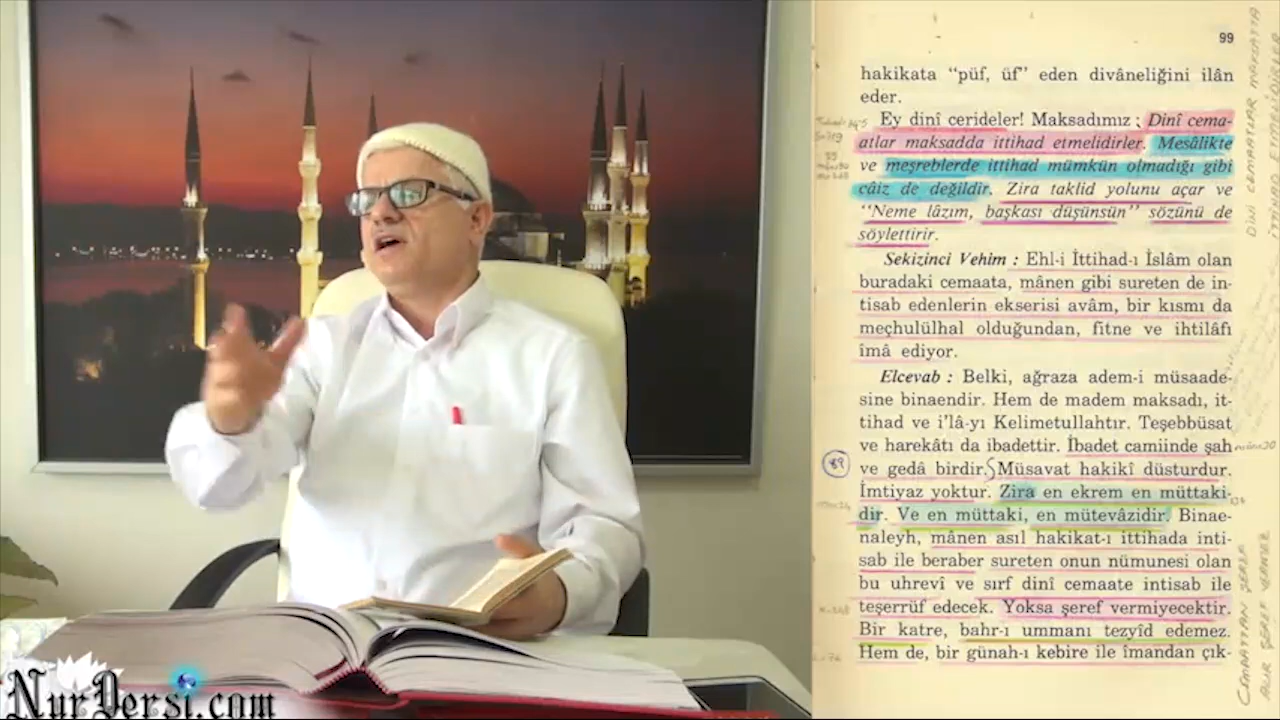 99
hakikata "püf, üf" eden divâneliğini ilân
eder.
Ey dinî cerideler! Maksadımız; Dinî cema-
atlar maksadda ittihad etmelidirler. Mesâlikte
ve meşreblerde ittihad mümkün olmadığı gibi
câiz de değildir. Zira taklid yolunu açar ve
"Neme lâzım, başkası düşünsün" sözünü de
söylettirir.
Sekizinci Vehim : Ehl-i İttihad-ı İslâm olan
buradaki cemaata, mânen gibi sureten de in-
tisab edenlerin ekserisi avâm, bir kısmı da
meçhulülhal olduğundan, fitne ve ihtilâfı
îmâ ediyor.
Elcevab : Belki, ağraza adem-i müsaade-
sine binaendir. Hem de madem maksadı, it-
tihad ve i'lâ-yı Kelimetullahtır. Teşebbüsat
ve harekâtı da ibadettir. İbadet camiinde şah
ve gedâ birdir. Müsavat hakikî düsturdur.
İmtiyaz yoktur. Zira en ekrem en müttaki-
dir. Ve en müttaki, en mütevâzidir. Binae-
naleyh, mânen asıl hakikat-ı ittihada inti-
sab ile beraber sureten onun nümunesi olan
bu uhrevî ve sırf dinî cemaate intisab ile
teşerrüf edecek. Yoksa şeref vermiyecektir.
Bir katre, bahr-ı ummanı tezyîd edemez.
Hem de, bir günah-ı kebire ile îmandan çık-
89
DİNİ CEMAATLAR MAKSATTA
İTTİHAD ETMELİDİRLER
CEMAATTAN ŞEREF
ALIR ŞEREF VERMEZ
NurDersi.com